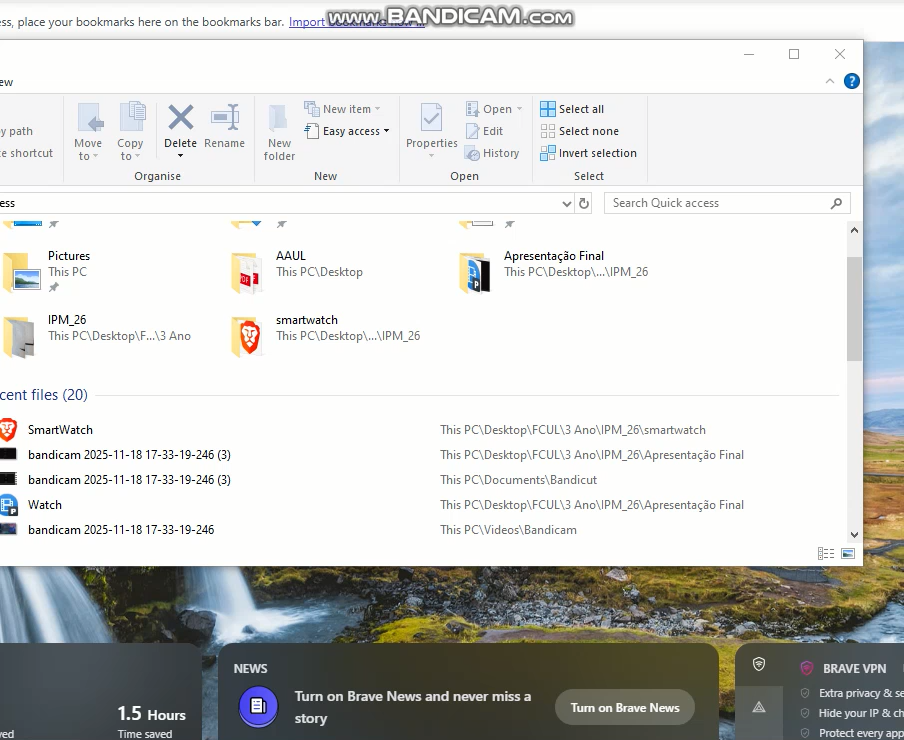 ess, place your bookmarks here on the bookmarks bar. Import bookmarks now...
www.BANDICAM.com
ew
?
y path
e shortcut
Move to
Copy to
Delete
Rename
New folder
New item
Easy access
Properties
Open
Edit
History
Select all
Select none
Invert selection
Organise
New
Open
Select
ess
Search Quick access
Pictures
This PC
AAUL
This PC\Desktop
Apresentação Final
This PC\Desktop\...\IPM_26
IPM_26
This PC\Desktop\F...\3 Ano
smartwatch
This PC\Desktop\...\IPM_26
cent files (20)
SmartWatch This PC\Desktop\FCUL\3 Ano\IPM_26\smartwatch
bandicam 2025-11-18 17-33-19-246 (3) This PC\Desktop\FCUL\3 Ano\IPM_26\Apresentação Final
bandicam 2025-11-18 17-33-19-246 (3) This PC\Documents\Bandicut
Watch This PC\Desktop\FCUL\3 Ano\IPM_26\Apresentação Final
bandicam 2025-11-18 17-33-19-246 This PC\Videos\Bandicam
1.5 Hours
ved Time saved
NEWS
Turn on Brave News and never miss a
story
Turn on Brave News
BRAVE VPN
Extra privacy & se
Hide your IP & ch
Protect every app